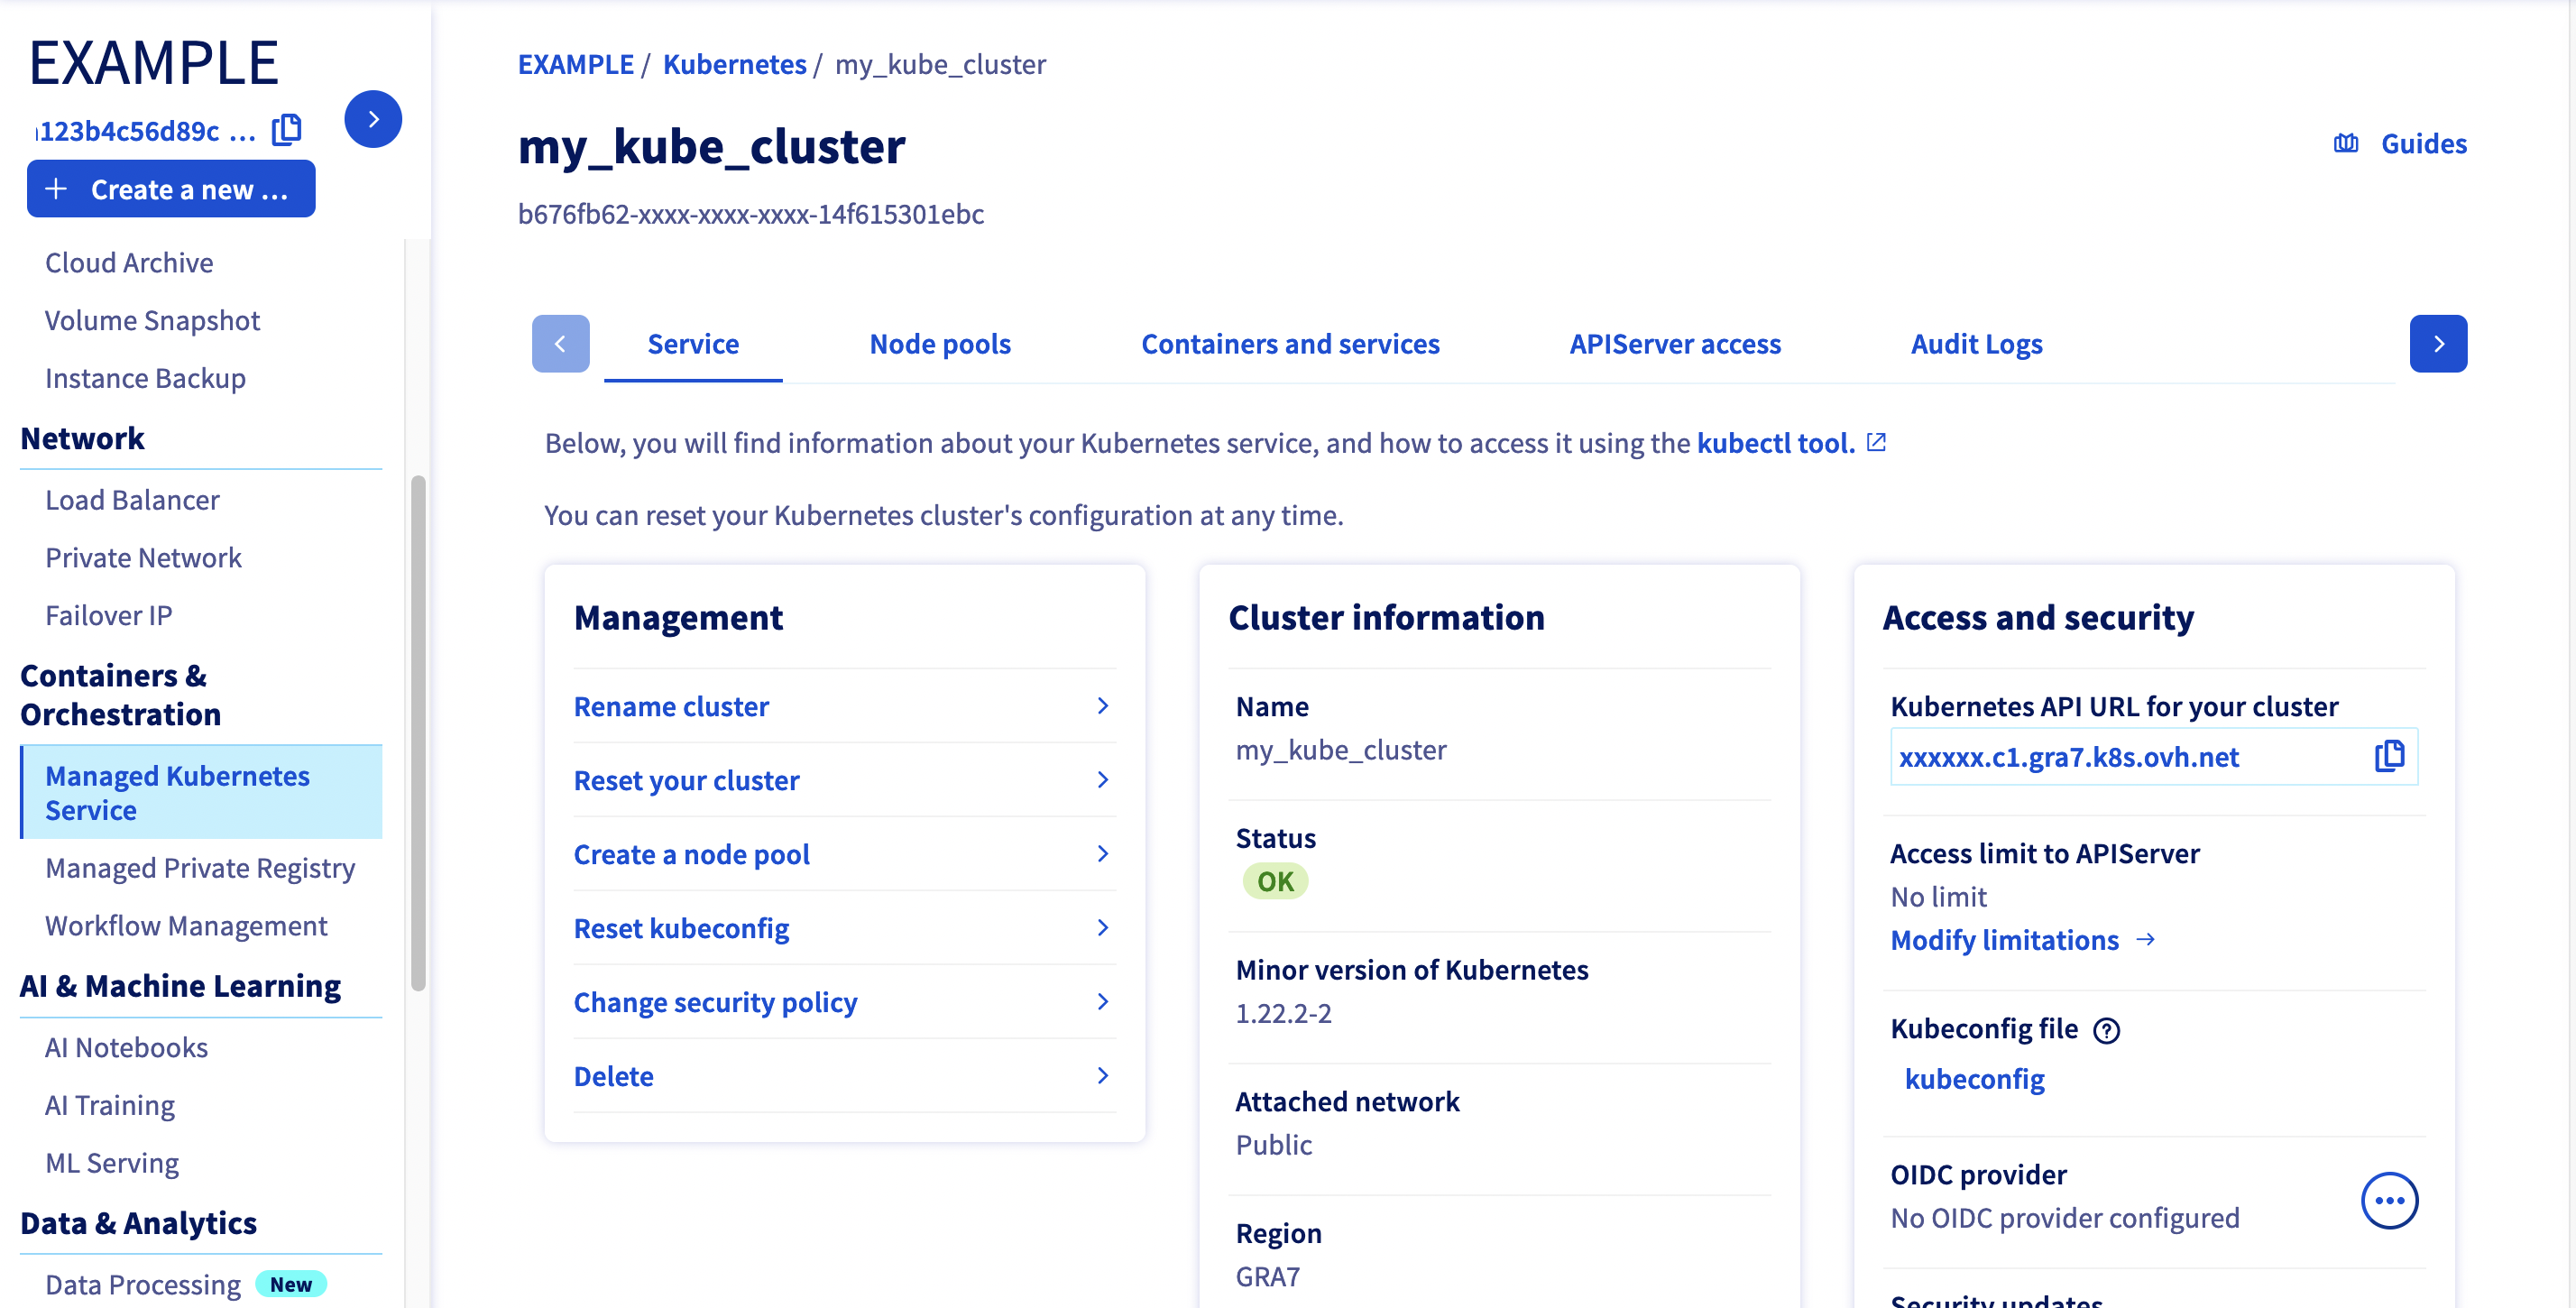 EXAMPLE
123b4c56d89c ...
Create a new ...
Cloud Archive
Volume Snapshot
Instance Backup
Network
Load Balancer
Private Network
Failover IP
Containers &
Orchestration
Managed Kubernetes
Service
Managed Private Registry
Workflow Management
AI & Machine Learning
AI Notebooks
AI Training
ML Serving
Data & Analytics
Data Processing New
EXAMPLE / Kubernetes / my_kube_cluster
my_kube_cluster
Guides
b676fb62-xxxx-xxxx-xxxx-14f615301ebc
Service Node pools Containers and services APIServer access Audit Logs
Below, you will find information about your Kubernetes service, and how to access it using the kubectl tool.
You can reset your Kubernetes cluster's configuration at any time.
Management
Rename cluster
Reset your cluster
Create a node pool
Reset kubeconfig
Change security policy
Delete
Cluster information
Name
my_kube_cluster
Status
OK
Minor version of Kubernetes
1.22.2-2
Attached network
Public
Region
GRA7
Access and security
Kubernetes API URL for your cluster
xxxxxx.c1.gra7.k8s.ovh.net
Access limit to APIServer
No limit
Modify limitations
Kubeconfig file
kubeconfig
OIDC provider
No OIDC provider configured
Security updates